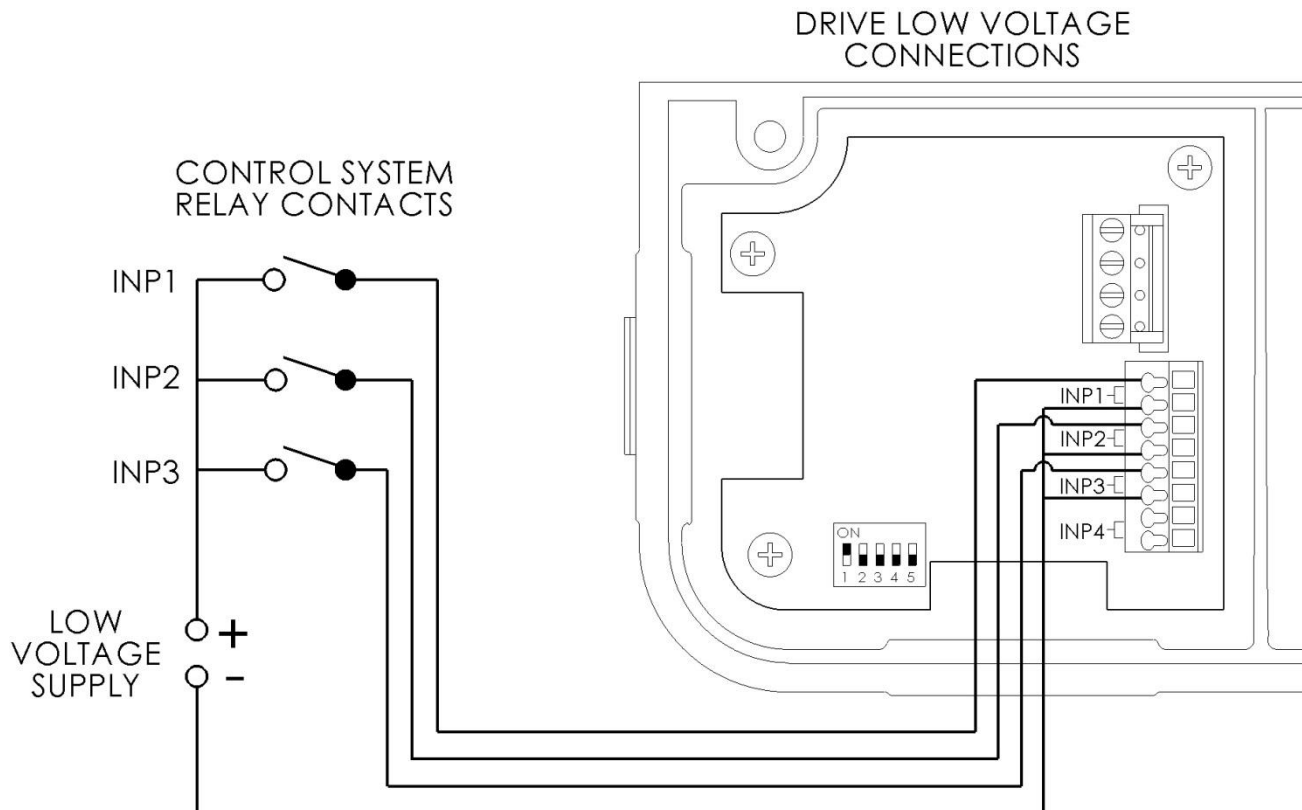 DRIVE LOW VOLTAGE
CONNECTIONS
CONTROL SYSTEM
RELAY CONTACTS
INP1
INP2
INP3
INP1
INP2
INP3
INP4
ON
1 2 3 4 5
LOW
VOLTAGE
SUPPLY
+
-